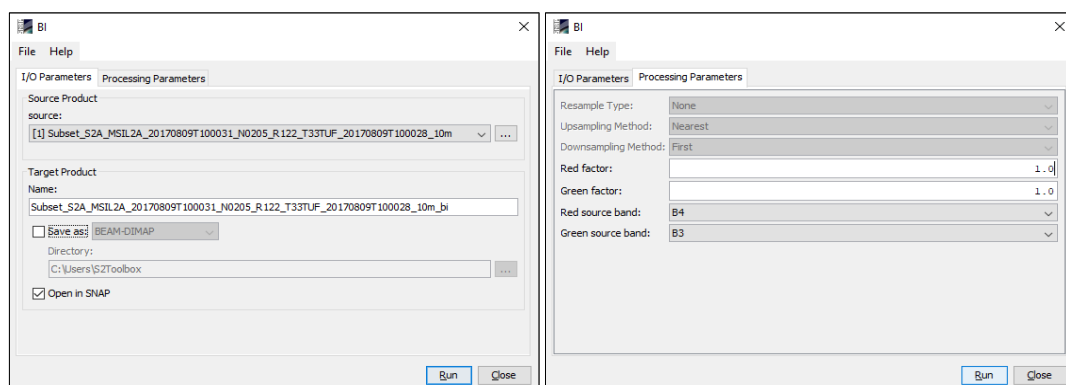 BI
File Help
I/O Parameters Processing Parameters
Source Product
source:
[1] Subset_S2A_MSIL2A_20170809T100031_N0205_R122_T33TUF_20170809T100028_10m ...
Target Product
Name:
Subset_S2A_MSIL2A_20170809T100031_N0205_R122_T33TUF_20170809T100028_10m_bi
Save as: BEAM-DIMAP
Directory:
C:\Users\S2Toolbox ...
Open in SNAP
Run Close
BI
File Help
I/O Parameters Processing Parameters
Resample Type: None
Upsampling Method: Nearest
Downsampling Method: First
Red factor: 1.0
Green factor: 1.0
Red source band: B4
Green source band: B3
Run Close